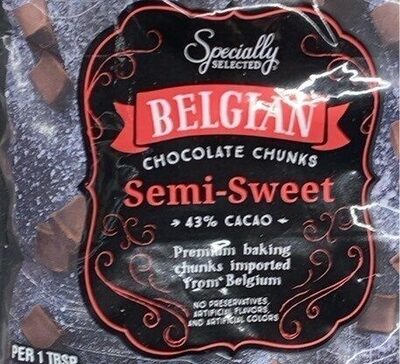 Specially
SELECTED®
BELGIAN
CHOCOLATE CHUNKS
Semi-Sweet
43% CACAO
Premium baking
chunks imported
from Belgium
NO PRESERVATIVES,
ARTIFICIAL FLAVORS,
AND ARTIFICIAL COLORS
PER 1 TBSP